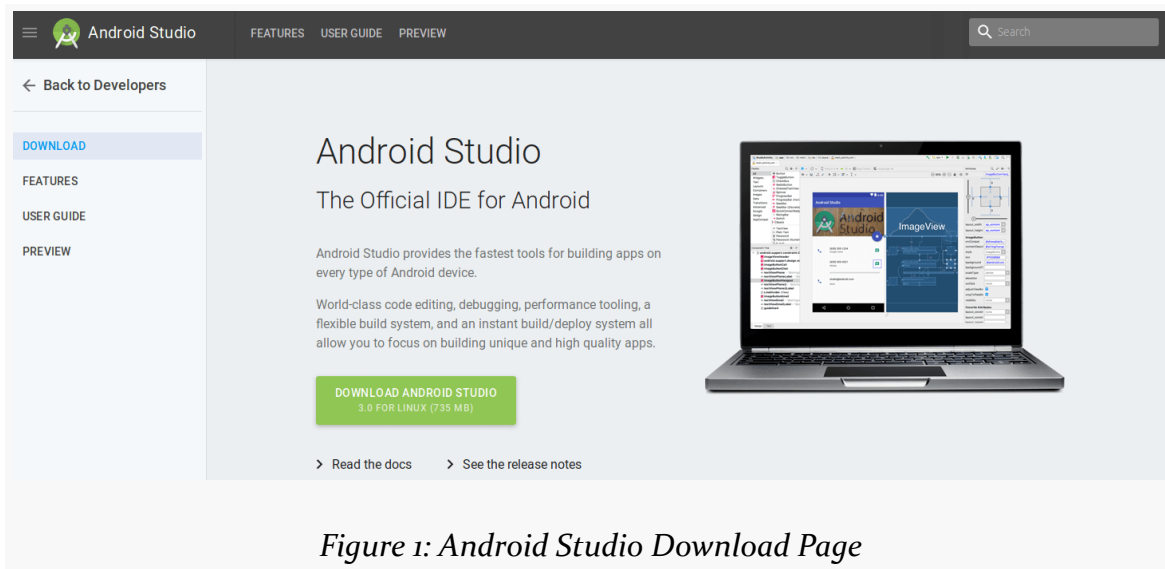 Android Studio
FEATURES USER GUIDE PREVIEW
Search
Back to Developers
DOWNLOAD
FEATURES
USER GUIDE
PREVIEW
Android Studio
The Official IDE for Android
Android Studio provides the fastest tools for building apps on
every type of Android device.
World-class code editing, debugging, performance tooling, a
flexible build system, and an instant build/deploy system all
allow you to focus on building unique and high quality apps.
DOWNLOAD ANDROID STUDIO
3.0 FOR LINUX (735 MB)
Read the docs
See the release notes
Android Studio
Android
Studio
ImageView
Figure 1: Android Studio Download Page